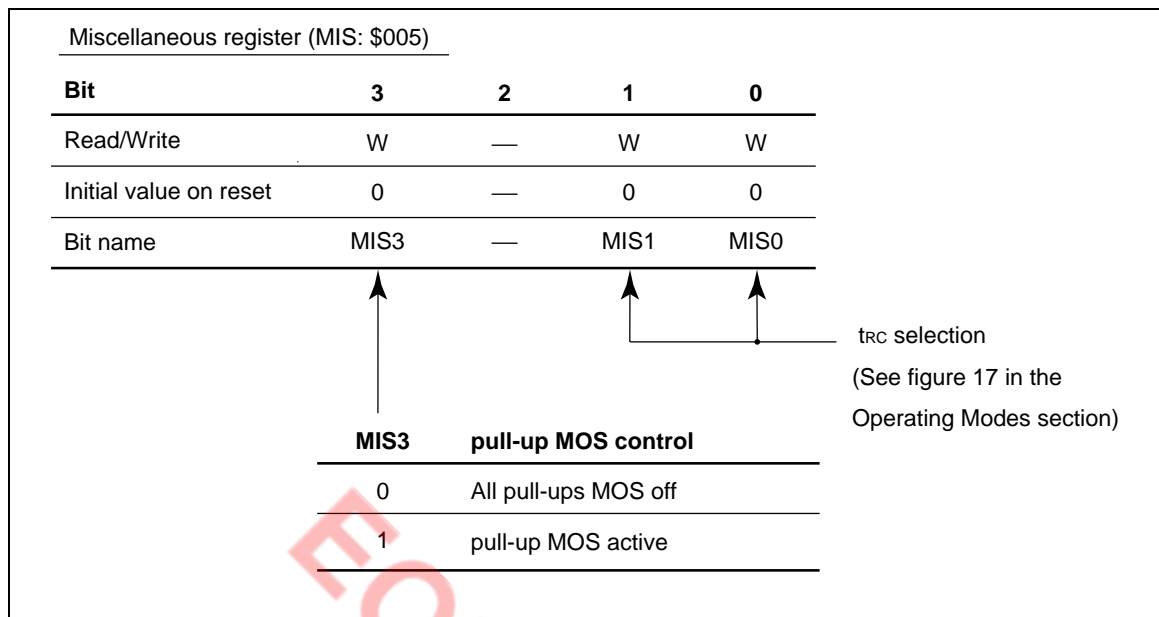 Miscellaneous register (MIS: $005)
Bit 3 2 1 0
Read/Write W — W W
Initial value on reset 0 — 0 0
Bit name MIS3 — MIS1 MIS0
tRC selection
(See figure 17 in the
Operating Modes section)
MIS3 pull-up MOS control
0 All pull-ups MOS off
1 pull-up MOS active
EO